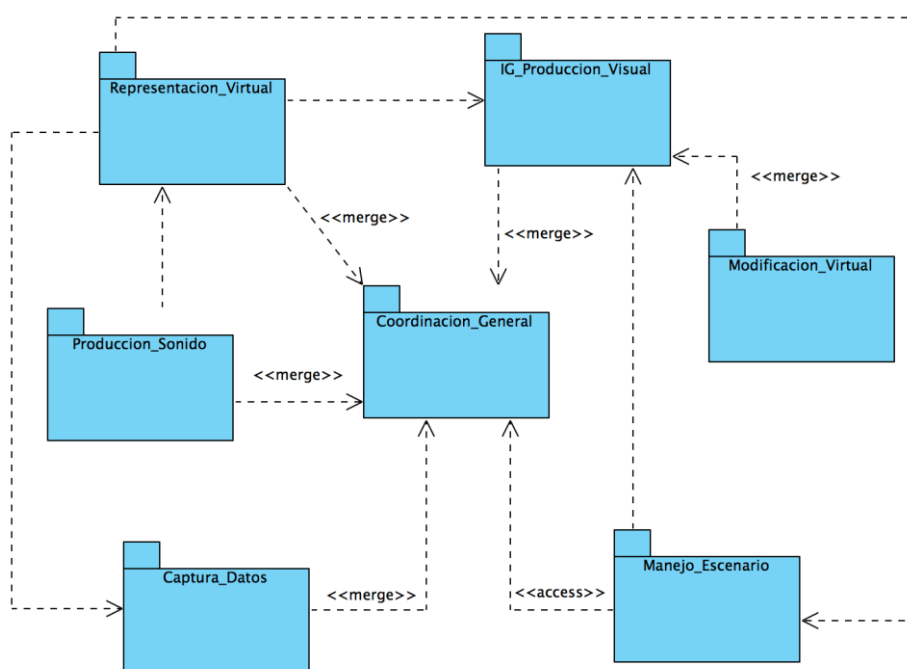 Representacion_Virtual
IG_Produccion_Visual
<<merge>>
<<merge>>
<<merge>>
Modificacion_Virtual
Coordinacion_General
Produccion_Sonido
<<merge>>
Captura_Datos
<<merge>>
<<access>>
Manejo_Escenario